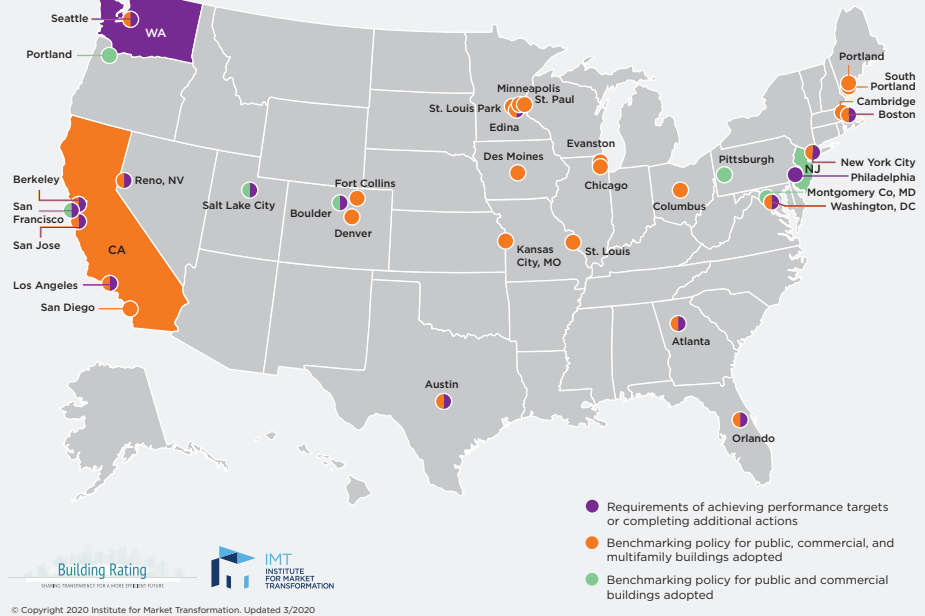 Seattle
WA
Portland
Portland
South
Portland
Cambridge
Boston
Minneapolis
St. Louis Park
St. Paul
Edina
Evanston
Des Moines
Chicago
Pittsburgh
NJ
New York City
Philadelphia
Montgomery Co, MD
Washington, DC
Berkeley
Reno, NV
San
Francisco
San Jose
Salt Lake City
Fort Collins
Boulder
Denver
Columbus
CA
Kansas
City, MO
St. Louis
Los Angeles
San Diego
Atlanta
Austin
Orlando
Requirements of achieving performance targets
or completing additional actions
Benchmarking policy for public, commercial, and
multifamily buildings adopted
Benchmarking policy for public and commercial
buildings adopted
Building Rating
SHARING TRANSPARENCY FOR A MORE EFFICIENT FUTURE
IMT
INSTITUTE
FOR MARKET
TRANSFORMATION
© Copyright 2020 Institute for Market Transformation. Updated 3/2020